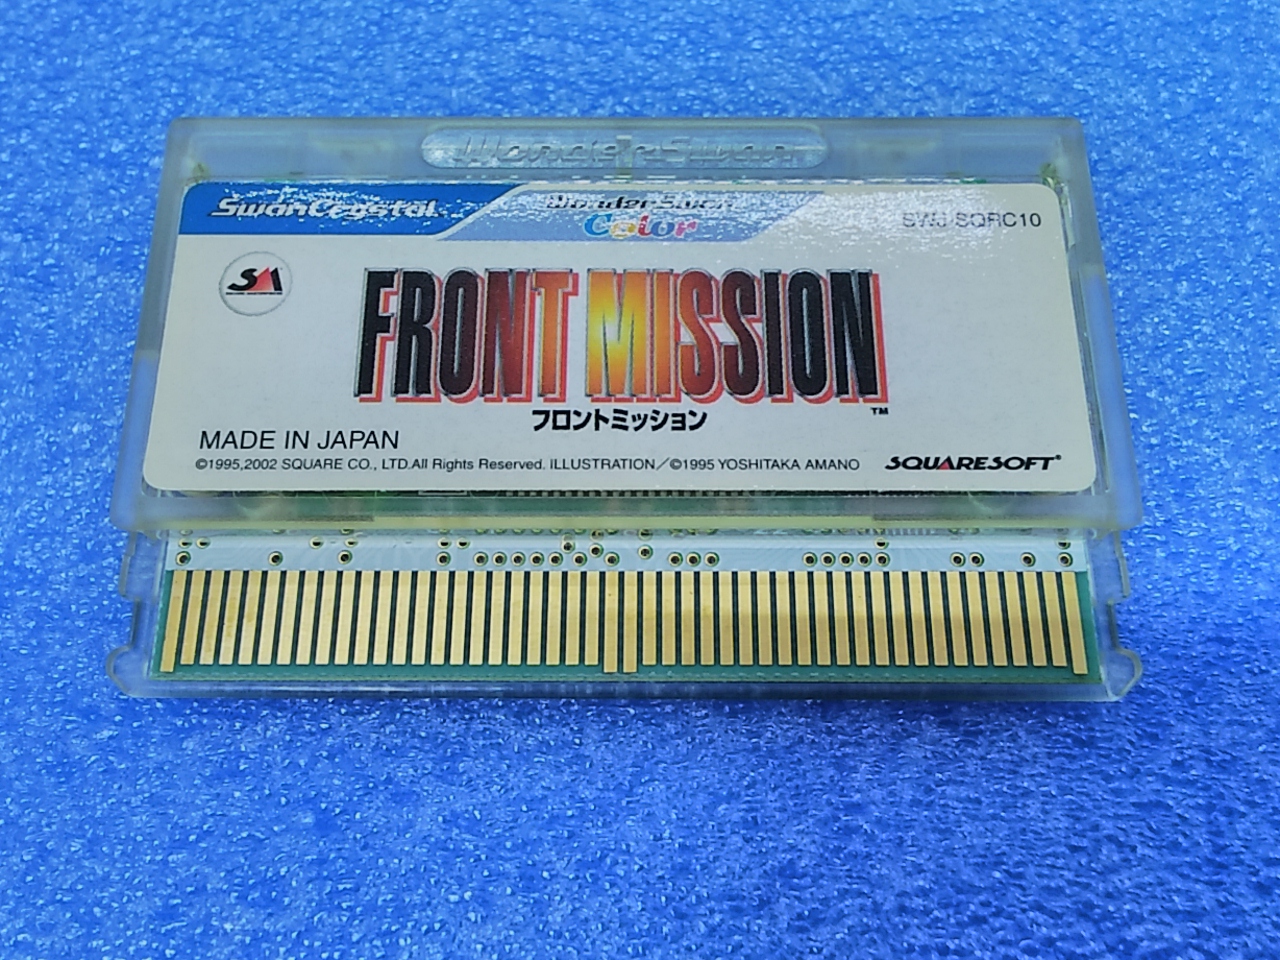 WonderSwan
SwanCrystal
WonderSwan
Color
SWJ-SQRC10
FRONT MISSION
TM
フロントミッション
MADE IN JAPAN
©1995,2002 SQUARE CO., LTD.All Rights Reserved. ILLUSTRATION／©1995 YOSHITAKA AMANO
SQUARESOFT®